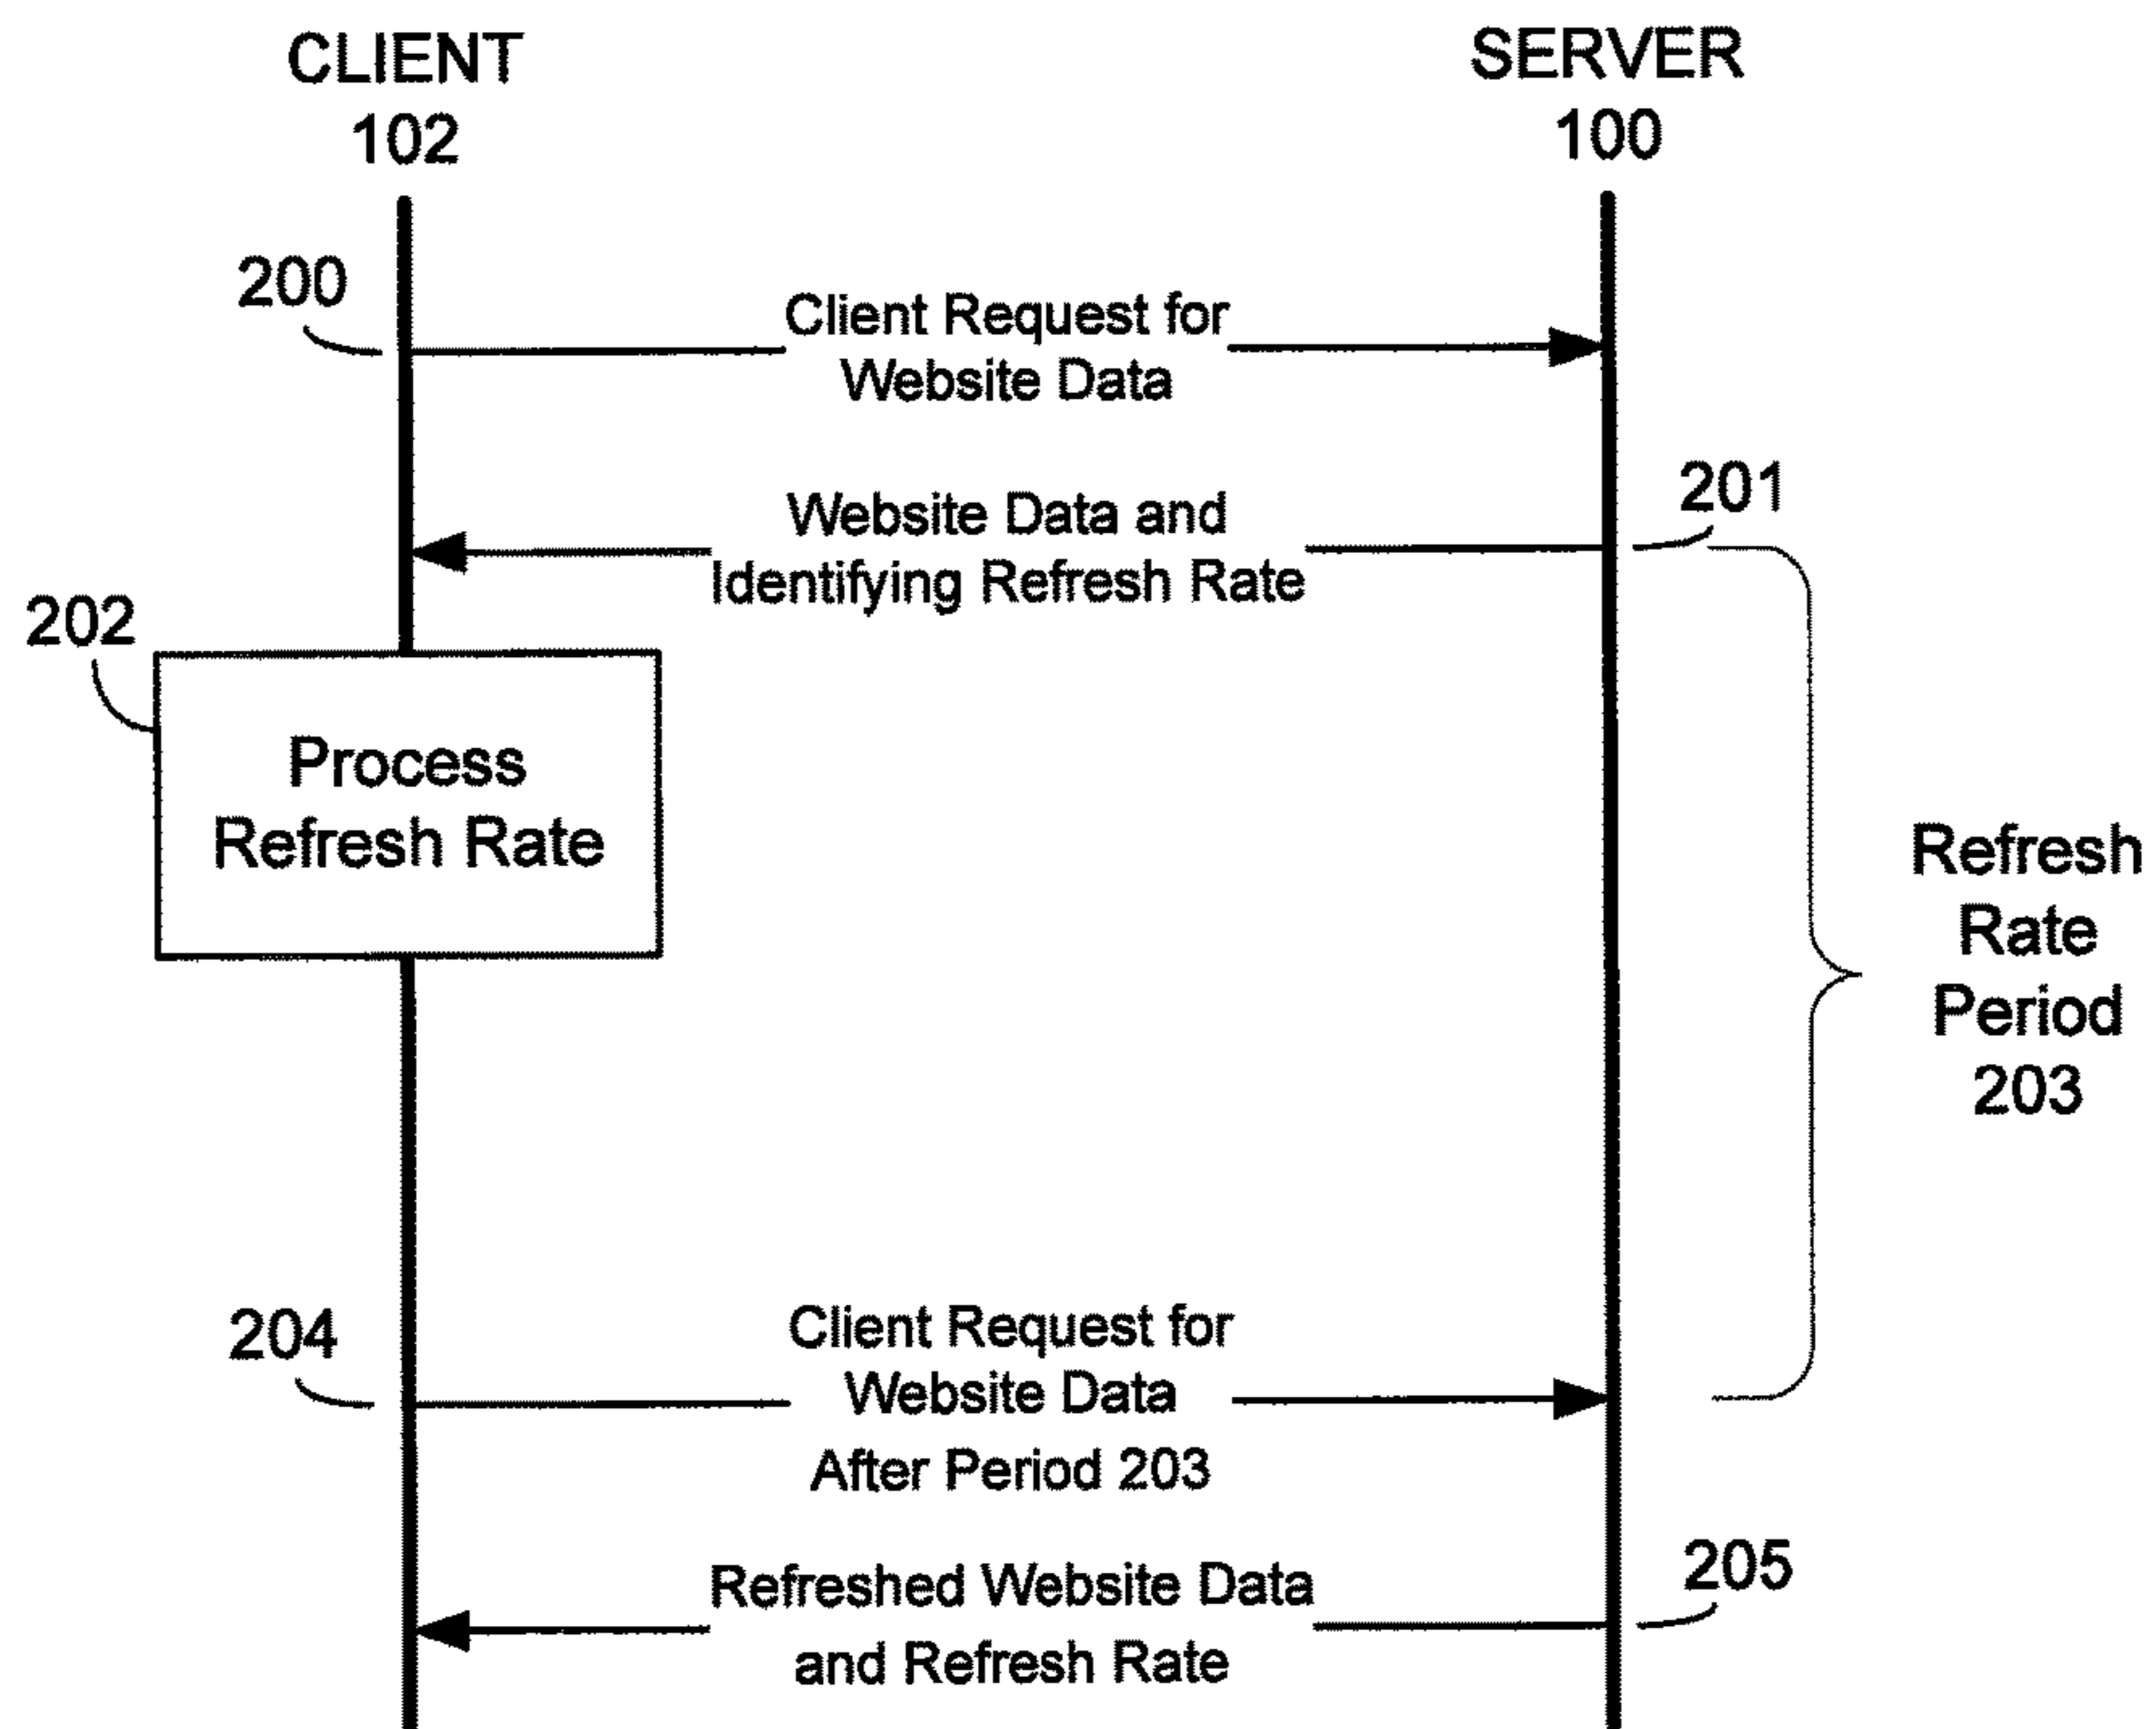 CLIENT
102
SERVER
100
200
Client Request for
Website Data
201
Website Data and
Identifying Refresh Rate
202
Process
Refresh Rate
Refresh
Rate
Period
203
204
Client Request for
Website Data
After Period 203
205
Refreshed Website Data
and Refresh Rate